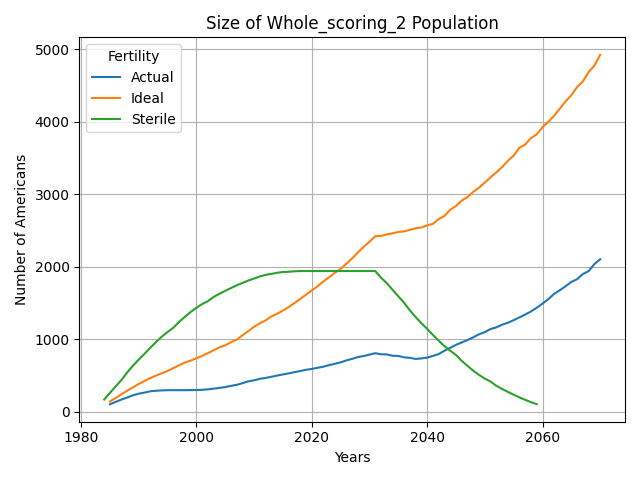 Size of Whole_scoring_2 Population
Fertility
Actual
Ideal
Sterile
Number of Americans
5000
4000
3000
2000
1000
0
1980
2000
2020
2040
2060
Years